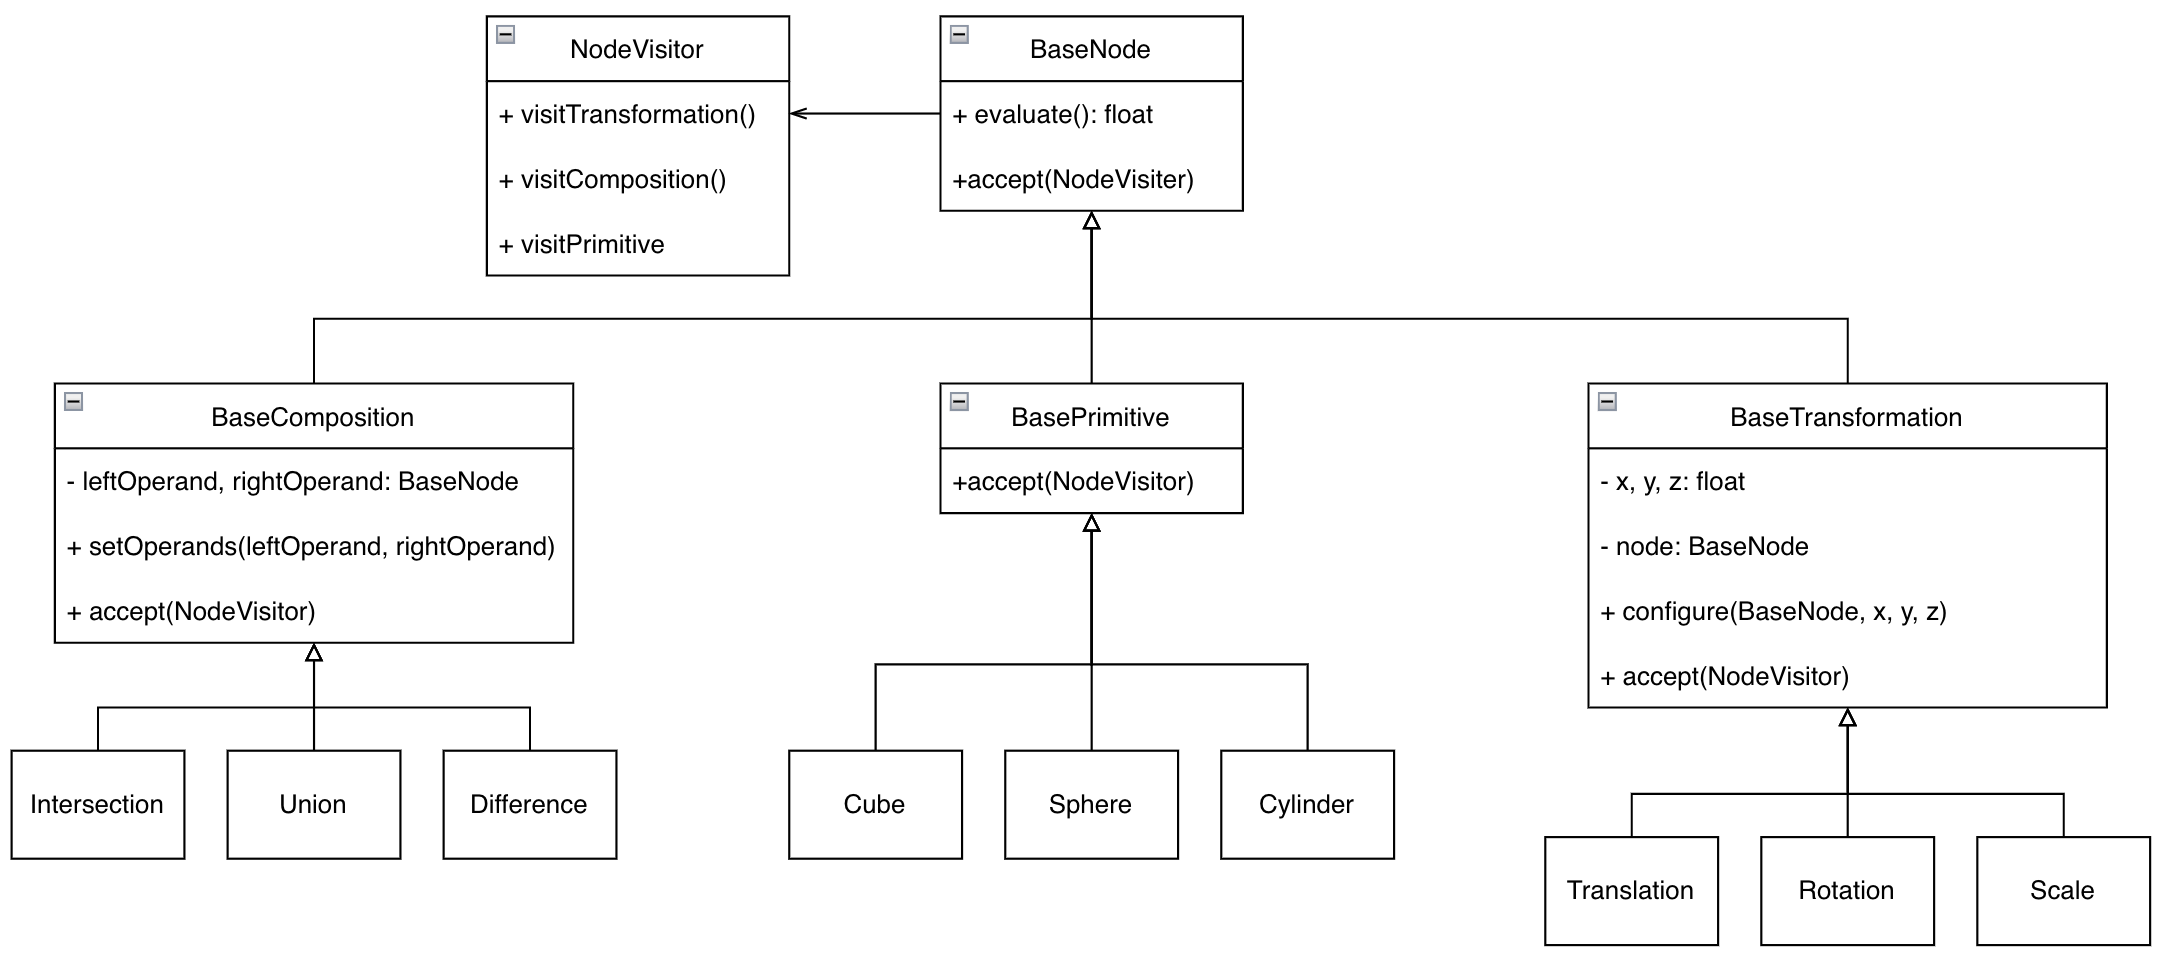 NodeVisitor
+ visitTransformation()
+ visitComposition()
+ visitPrimitive
BaseNode
+ evaluate(): float
+accept(NodeVisiter)
BaseComposition
- leftOperand, rightOperand: BaseNode
+ setOperands(leftOperand, rightOperand)
+ accept(NodeVisitor)
BasePrimitive
+accept(NodeVisitor)
BaseTransformation
- x, y, z: float
- node: BaseNode
+ configure(BaseNode, x, y, z)
+ accept(NodeVisitor)
Intersection
Union
Difference
Cube
Sphere
Cylinder
Translation
Rotation
Scale